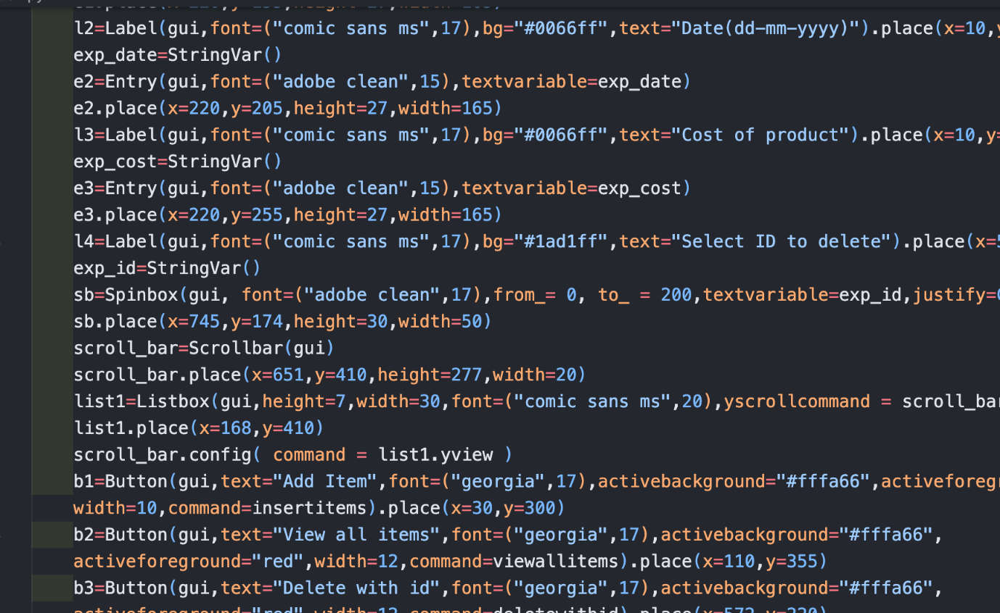 l2=Label(gui,font=("comic sans ms",17),bg="#0066ff",text="Date(dd-mm-yyyy)").place(x=10,
exp_date=StringVar()
e2=Entry(gui,font=("adobe clean",15),textvariable=exp_date)
e2.place(x=220,y=205,height=27,width=165)
l3=Label(gui,font=("comic sans ms",17),bg="#0066ff",text="Cost of product").place(x=10,y=
exp_cost=StringVar()
e3=Entry(gui,font=("adobe clean",15),textvariable=exp_cost)
e3.place(x=220,y=255,height=27,width=165)
l4=Label(gui,font=("comic sans ms",17),bg="#1ad1ff",text="Select ID to delete").place(x=
exp_id=StringVar()
sb=Spinbox(gui, font=("adobe clean",17),from_= 0, to_ = 200,textvariable=exp_id,justify=
sb.place(x=745,y=174,height=30,width=50)
scroll_bar=Scrollbar(gui)
scroll_bar.place(x=651,y=410,height=277,width=20)
list1=Listbox(gui,height=7,width=30,font=("comic sans ms",20),yscrollcommand = scroll_bar
list1.place(x=168,y=410)
scroll_bar.config( command = list1.yview )
b1=Button(gui,text="Add Item",font=("georgia",17),activebackground="#fffa66",activeforegr
width=10,command=insertitems).place(x=30,y=300)
b2=Button(gui,text="View all items",font=("georgia",17),activebackground="#fffa66",
activeforeground="red",width=12,command=viewallitems).place(x=110,y=355)
b3=Button(gui,text="Delete with id",font=("georgia",17),activebackground="#fffa66",
activeforeground="red",width=12,command=deletewithid).place(x=572,y=220)